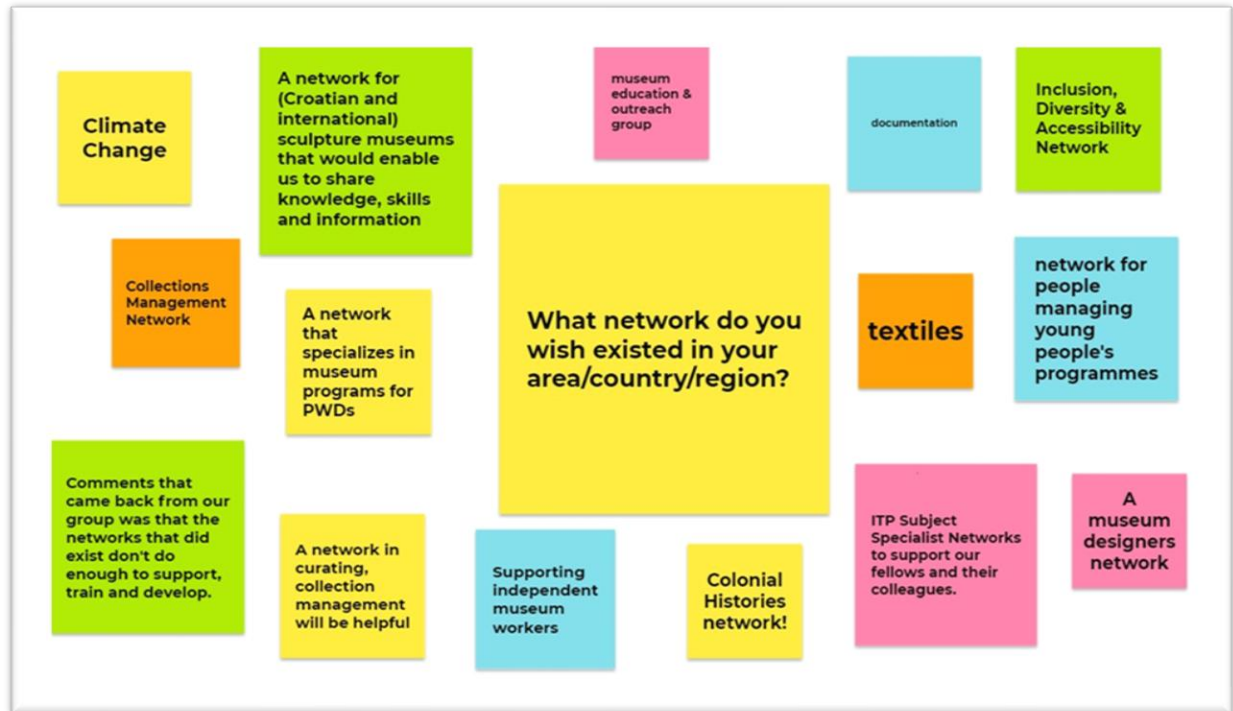 Climate
Change
A network for
(Croatian and
international)
sculpture museums
that would enable
us to share
knowledge, skills
and information
museum
education &
outreach
group
documentation
Inclusion,
Diversity &
Accessibility
Network
Collections
Management
Network
A network
that
specializes in
museum
programs for
PWDs
What network do you
wish existed in your
area/country/region?
textiles
network for
people
managing
young
people's
programmes
Comments that
came back from our
group was that the
networks that did
exist don't do
enough to support,
train and develop.
A network in
curating,
collection
management
will be helpful
Supporting
independent
museum
workers
Colonial
Histories
network!
ITP Subject
Specialist Networks
to support our
fellows and their
colleagues.
A
museum
designers
network